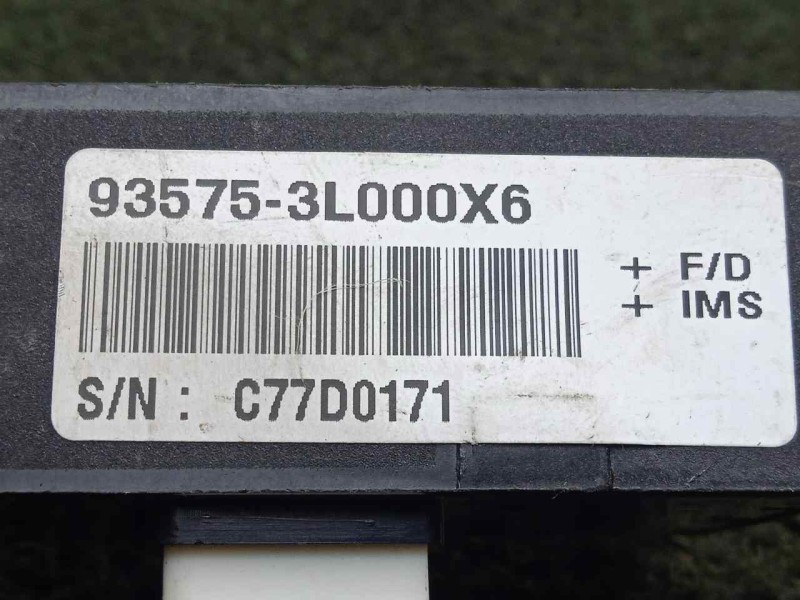 93575-3L000X6
+ F/D
+ IMS
S/N : C77D0171